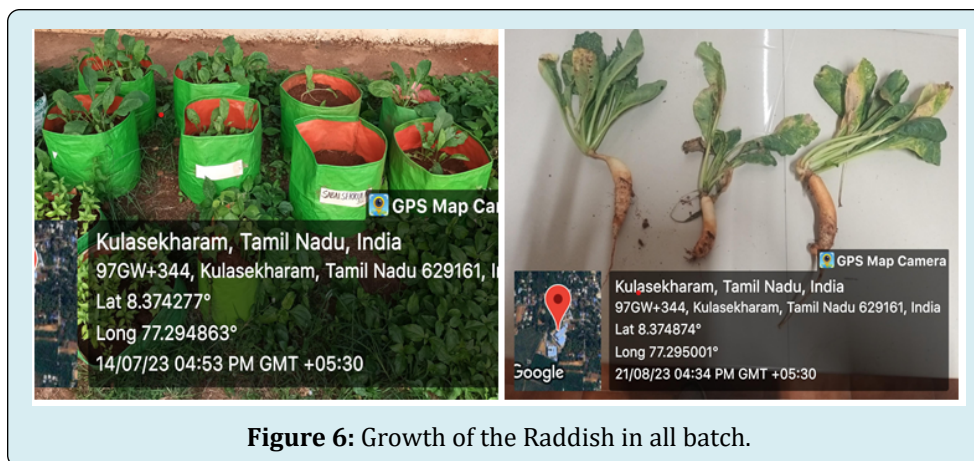 GPS Map Cam
Kulasekharam, Tamil Nadu, India
97GW+344, Kulasekharam, Tamil Nadu 629161, I
Lat 8.374277°
Long 77.294863°
14/07/23 04:53 PM GMT +05:30
GPS Map Camera
Kulasekharam, Tamil Nadu, India
97GW+344, Kulasekharam, Tamil Nadu 629161, India
Lat 8.374874°
Long 77.295001°
21/08/23 04:34 PM GMT +05:30
Google
Figure 6: Growth of the Raddish in all batch.